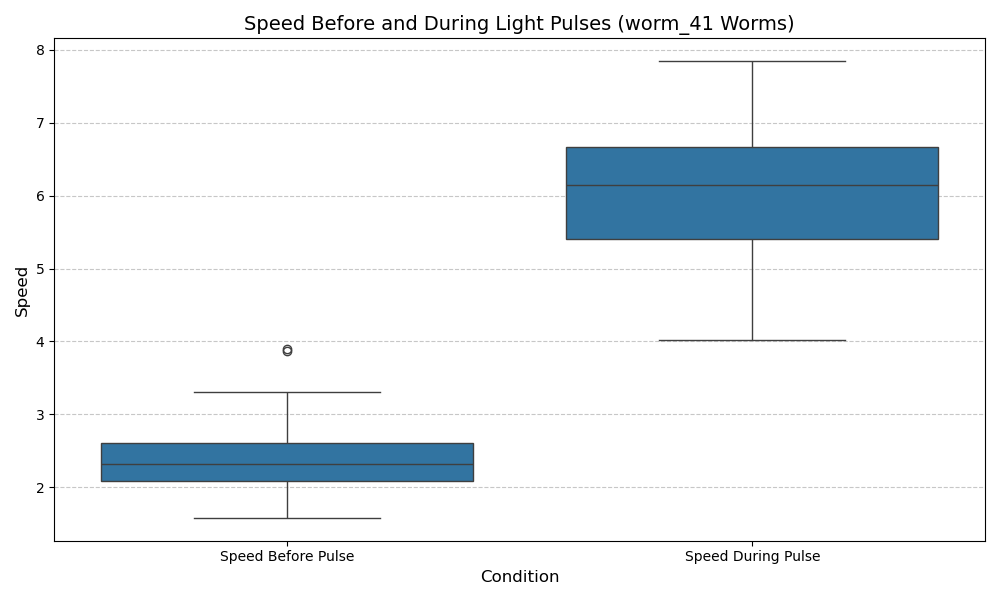 Speed Before and During Light Pulses (worm_41 Worms)
8
7
6
5
4
3
2
Speed
Speed Before Pulse
Speed During Pulse
Condition